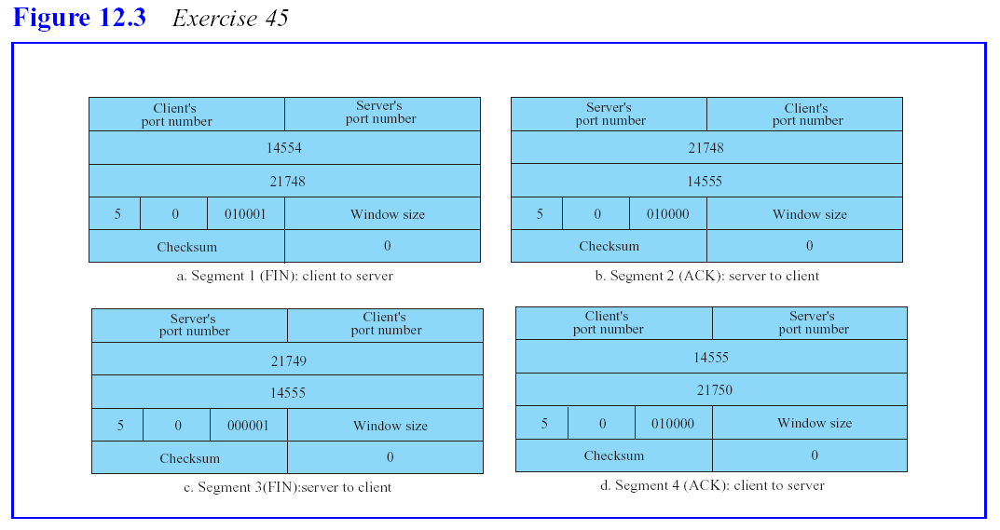 Figure 12.3 Exercise 45
Client's
port number
Server's
port number
14554
21748
5 0 010001 Window size
Checksum 0
a. Segment 1 (FIN): client to server
Server's
port number
Client's
port number
21748
14555
5 0 010000 Window size
Checksum 0
b. Segment 2 (ACK): server to client
Server's
port number
Client's
port number
21749
14555
5 0 000001 Window size
Checksum 0
c. Segment 3(FIN):server to client
Client's
port number
Server's
port number
14555
21750
5 0 010000 Window size
Checksum 0
d. Segment 4 (ACK): client to server